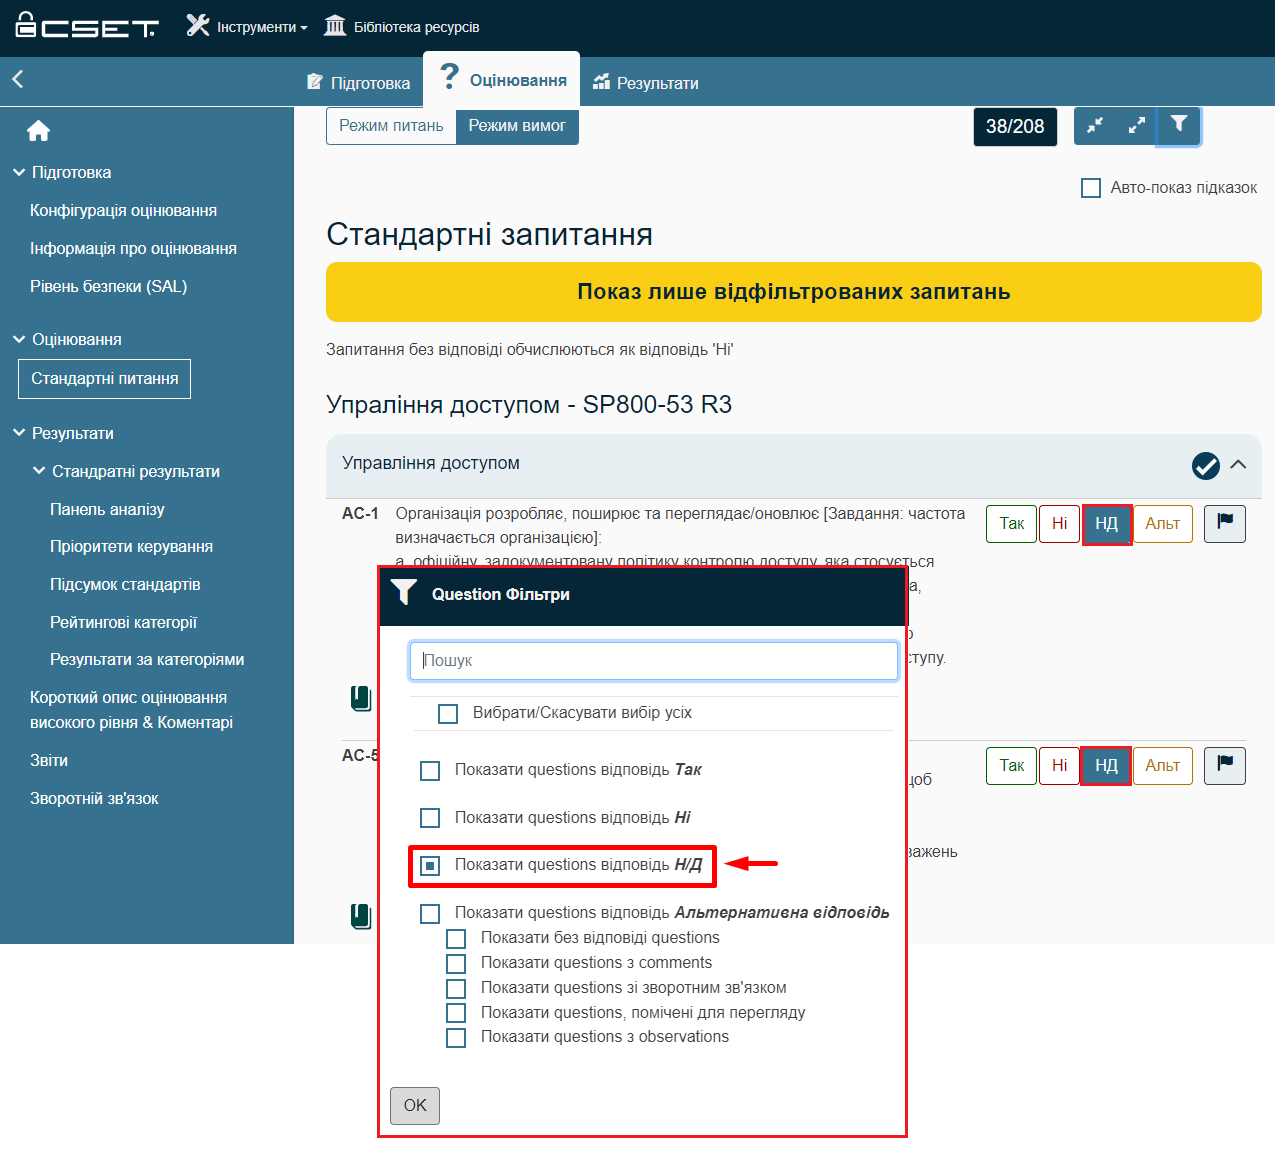 CSET
Інструменти
Бібліотека ресурсів
Підготовка
? Оцінювання
Результати
Режим питань
Режим вимог
38/208
Авто-показ підказок
Підготовка
Конфігурація оцінювання
Інформація про оцінювання
Рівень безпеки (SAL)
Оцінювання
Стандартні питання
Результати
Стандратні результати
Панель аналізу
Пріоритети керування
Підсумок стандартів
Рейтингові категорії
Результати за категоріями
Короткий опис оцінювання
високого рівня & Коментарі
Звіти
Зворотній зв'язок
Стандартні запитання
Показ лише відфільтрованих запитань
Запитання без відповіді обчислюються як відповідь 'Ні'
Упраління доступом - SP800-53 R3
Управління доступом
AC-1 Організація розробляє, поширює та переглядає/оновлює [Завдання: частота
визначається організацією]:
а. офіційну, задокументовану політику контролю доступу, яка стосується
а,
ступу.
Так Ні НД Альт
AC-5
щоб
важень
Так Ні НД Альт
Question Фільтри
Пошук
Вибрати/Скасувати вибір усіх
Показати questions відповідь Так
Показати questions відповідь Ні
Показати questions відповідь Н/Д
Показати questions відповідь Альтернативна відповідь
Показати без відповіді questions
Показати questions з comments
Показати questions зі зворотним зв'язком
Показати questions, помічені для перегляду
Показати questions з observations
OK